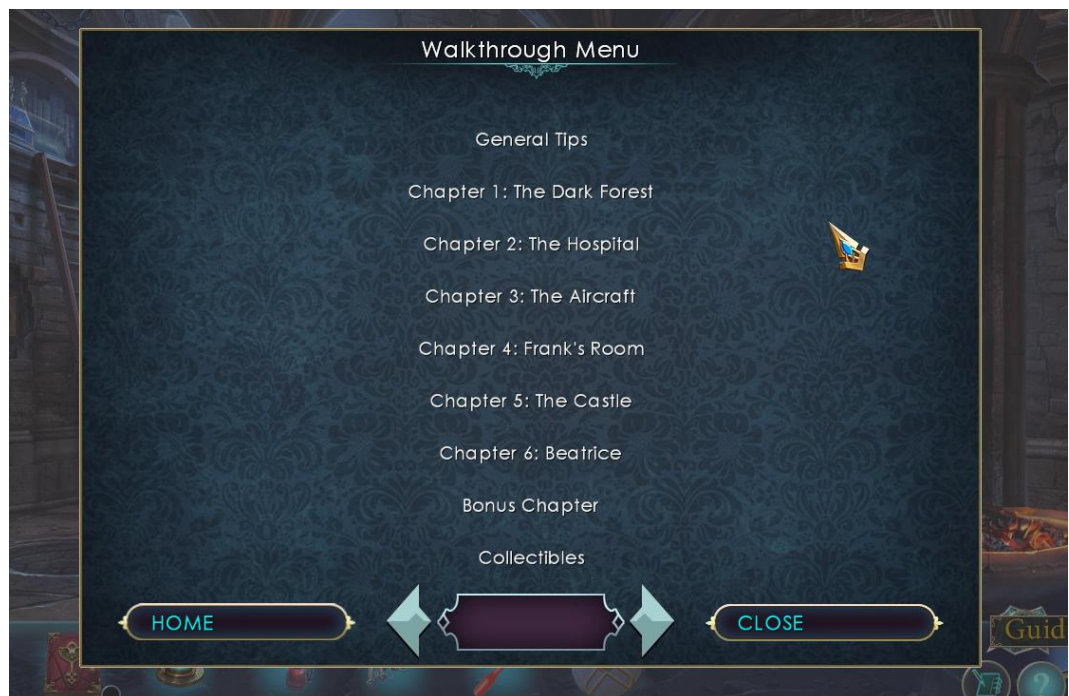 Walkthrough Menu
General Tips
Chapter 1: The Dark Forest
Chapter 2: The Hospital
Chapter 3: The Aircraft
Chapter 4: Frank's Room
Chapter 5: The Castle
Chapter 6: Beatrice
Bonus Chapter
Collectibles
HOME
CLOSE
Guid
?